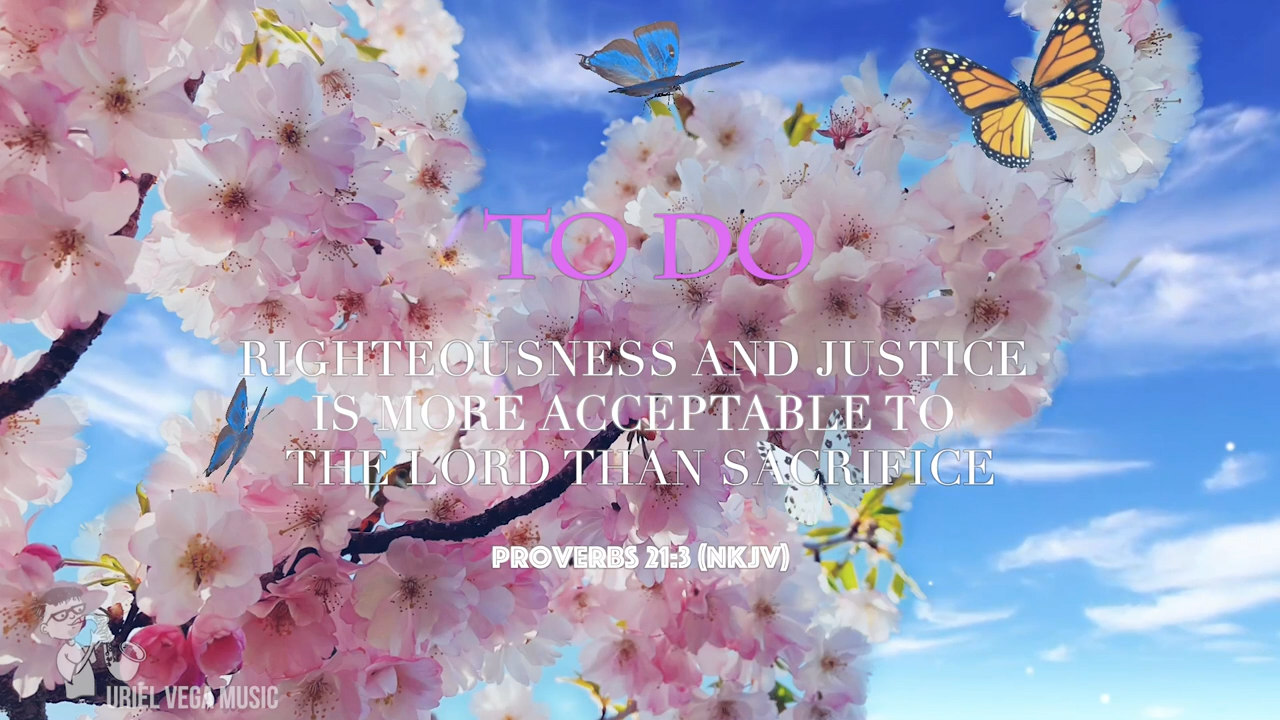 TO DO
RIGHTEOUSNESS AND JUSTICE
IS MORE ACCEPTABLE TO
THE LORD THAN SACRIFICE
PROVERBS 21:3 (NKJV)
URIEL VEGA MUSIC